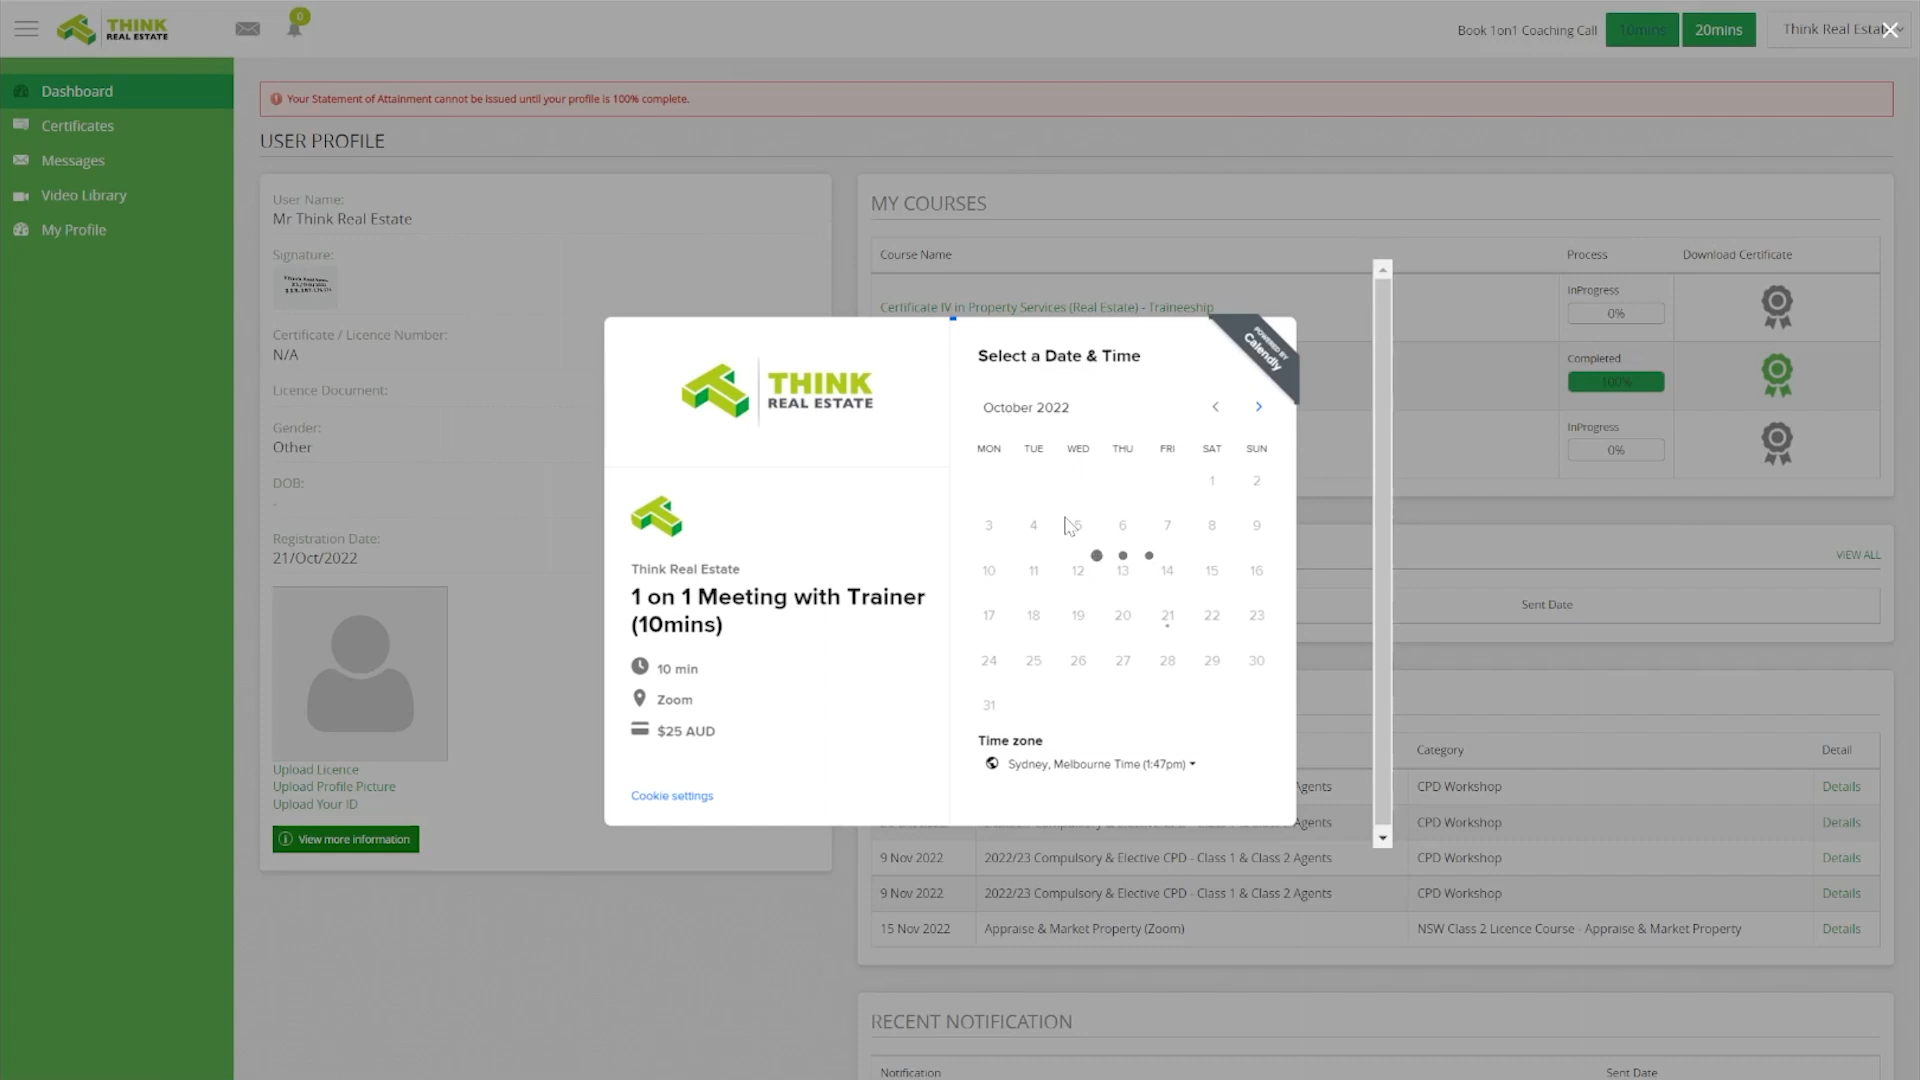 THINK
REAL ESTATE
0
Book 1on1 Coaching Call
10mins
20mins
Think Real Estat
Dashboard
Certificates
Messages
Video Library
My Profile
Your Statement of Attainment cannot be issued until your profile is 100% complete.
USER PROFILE
User Name:
Mr Think Real Estate
Signature:
Certificate / Licence Number:
N/A
Licence Document:
Gender:
Other
DOB:
-
Registration Date:
21/Oct/2022
Upload Licence
Upload Profile Picture
Upload Your ID
View more information
MY COURSES
Course Name
Process
Download Certificate
Certificate IV in Property Services (Real Estate) - Traineeship
InProgress
0%
Completed
100%
InProgress
0%
VIEW ALL
Sent Date
THINK
REAL ESTATE
Think Real Estate
1 on 1 Meeting with Trainer
(10mins)
10 min
Zoom
$25 AUD
Cookie settings
POWERED BY
Calendly
Select a Date & Time
October 2022
MON TUE WED THU FRI SAT SUN
1 2
3 4 5 6 7 8 9
10 11 12 13 14 15 16
17 18 19 20 21 22 23
24 25 26 27 28 29 30
31
Time zone
Sydney, Melbourne Time (1:47pm)
Category
Detail
Agents CPD Workshop Details
Agents CPD Workshop Details
9 Nov 2022 2022/23 Compulsory & Elective CPD - Class 1 & Class 2 Agents CPD Workshop Details
9 Nov 2022 2022/23 Compulsory & Elective CPD - Class 1 & Class 2 Agents CPD Workshop Details
15 Nov 2022 Appraise & Market Property (Zoom) NSW Class 2 Licence Course - Appraise & Market Property Details
RECENT NOTIFICATION
Notification
Sent Date